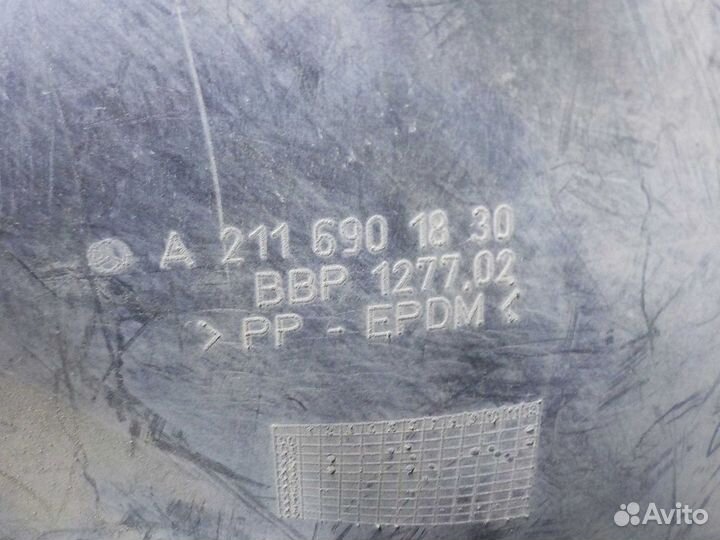 A 211 690 18 30
BBP 1277.02
>PP - EPDM<
Avito